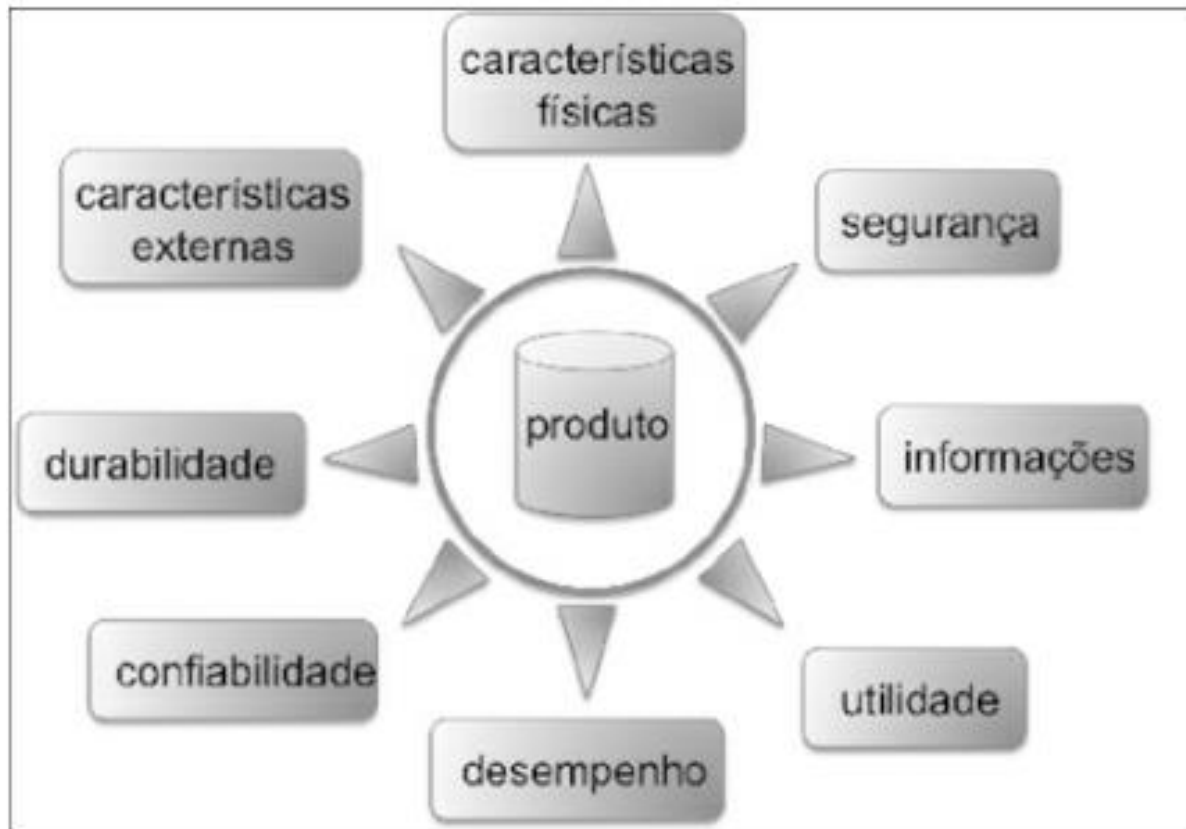 características
físicas
características
externas
segurança
produto
durabilidade
informações
confiabilidade
utilidade
desempenho